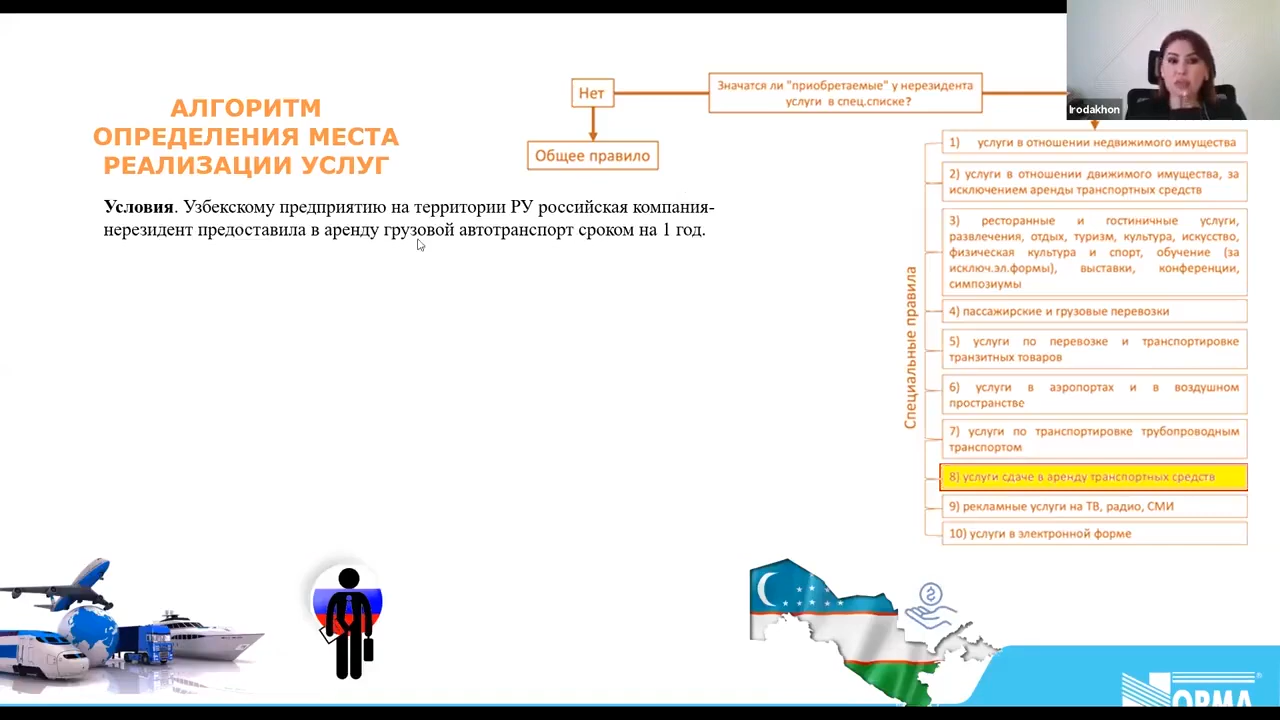 АЛГОРИТМ
ОПРЕДЕЛЕНИЯ МЕСТА
РЕАЛИЗАЦИИ УСЛУГ
Условия. Узбекскому предприятию на территории РУ российская компания-
нерезидент предоставила в аренду грузовой автотранспорт сроком на 1 год.
Значатся ли "приобретаемые" у нерезидента
услуги в спец.списке?
Нет
Общее правило
Irodakhon
Специальные правила
1) услуги в отношении недвижимого имущества
2) услуги в отношении движимого имущества, за
исключением аренды транспортных средств
3) ресторанные и гостиничные услуги,
развлечения, отдых, туризм, культура, искусство,
физическая культура и спорт, обучение (за
исключ.эл.формы), выставки, конференции,
симпозиумы
4) пассажирские и грузовые перевозки
5) услуги по перевозке и транспортировке
транзитных товаров
6) услуги в аэропортах и в воздушном
пространстве
7) услуги по транспортировке трубопроводным
транспортом
8) услуги сдаче в аренду транспортных средств
9) рекламные услуги на ТВ, радио, СМИ
10) услуги в электронной форме
ОРМА